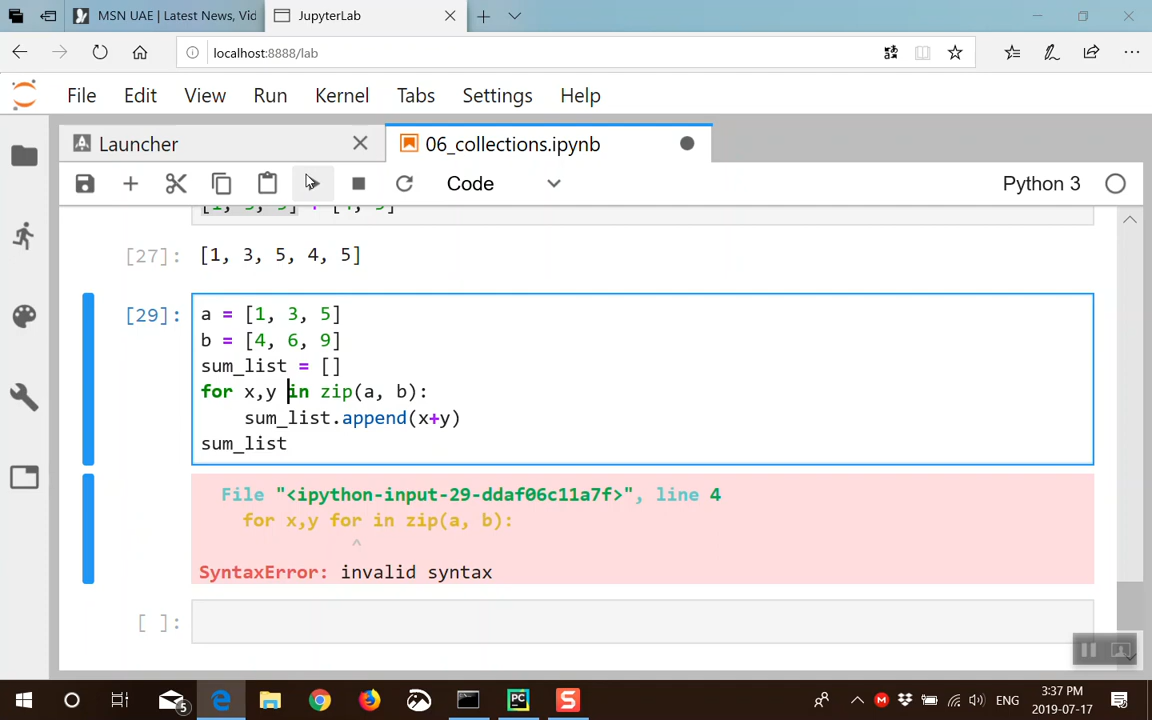 MSN UAE | Latest News, Vid
JupyterLab
localhost:8888/lab
File Edit View Run Kernel Tabs Settings Help
Launcher
06_collections.ipynb
Code
Python 3
[27]:
[1, 3, 5, 4, 5]
[29]:
a = [1, 3, 5]
b = [4, 6, 9]
sum_list = []
for x,y in zip(a, b):
sum_list.append(x+y)
sum_list
File "<ipython-input-29-ddaf06c11a7f>", line 4
for x,y for in zip(a, b):
^
SyntaxError: invalid syntax
[ ]:
5
PC
S
ENG
3:37 PM
2019-07-17